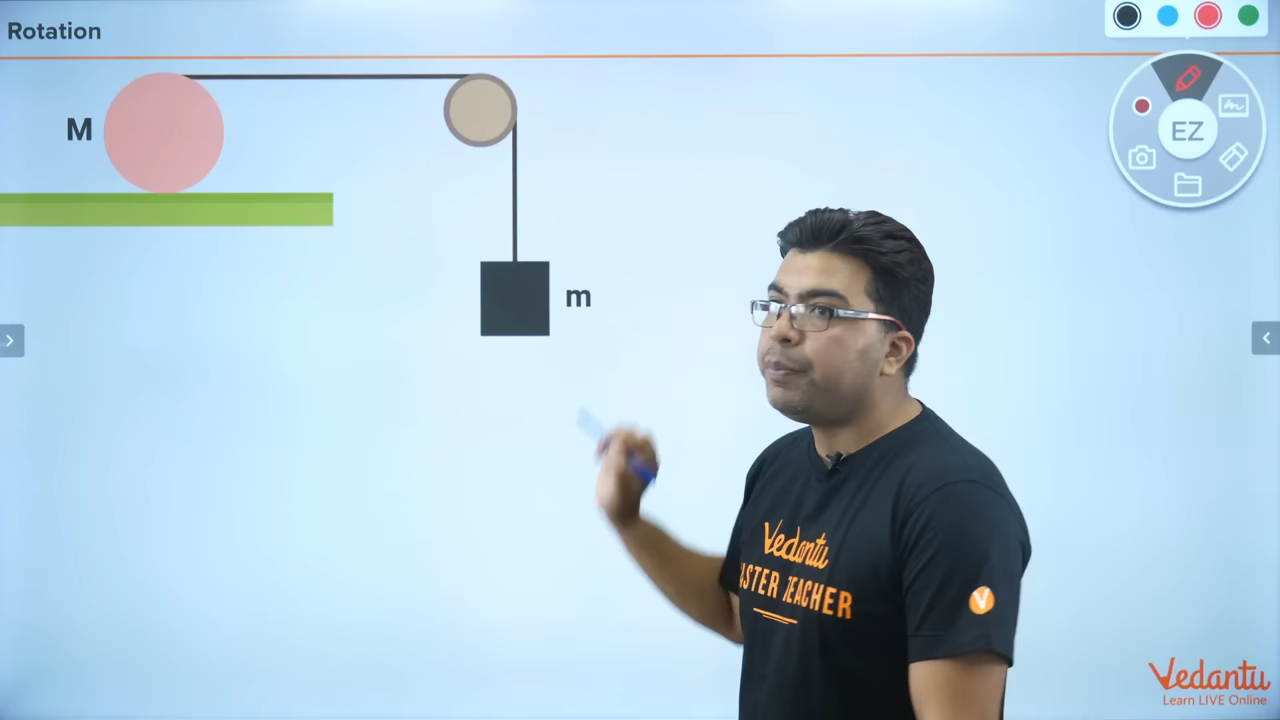 Rotation
M
m
EZ
Vedantu
ASTER TEACHER
V
Vedantu
Learn LIVE Online